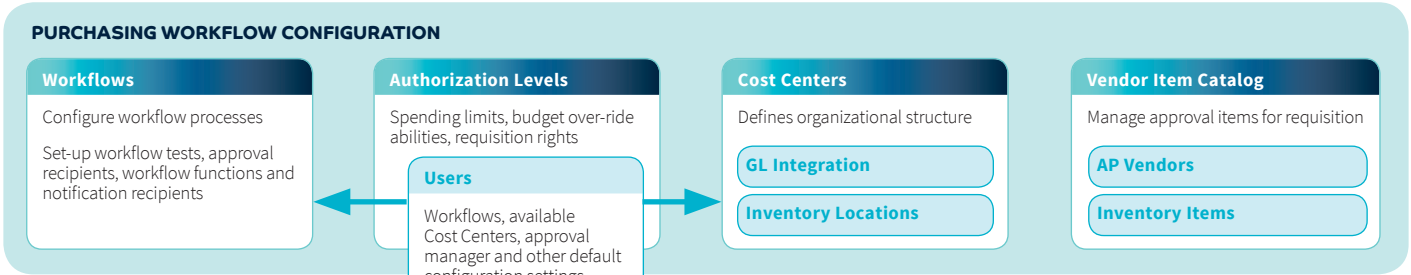 PURCHASING WORKFLOW CONFIGURATION
Workflows
Configure workflow processes
Set-up workflow tests, approval
recipients, workflow functions and
notification recipients
Authorization Levels
Spending limits, budget over-ride
abilities, requisition rights
Users
Workflows, available
Cost Centers, approval
manager and other default
configuration settings
Cost Centers
Defines organizational structure
GL Integration
Inventory Locations
Vendor Item Catalog
Manage approval items for requisition
AP Vendors
Inventory Items